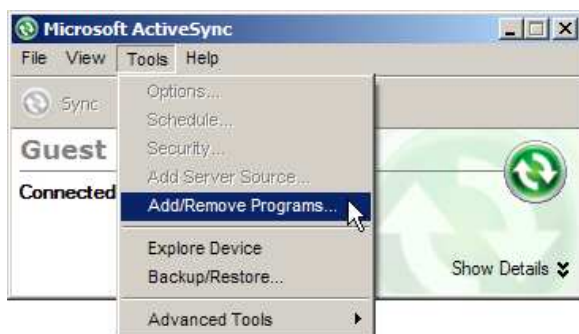 Microsoft ActiveSync
File View Tools Help
Sync
Options...
Schedule...
Guest
Security...
Add Server Source...
Connected
Add/Remove Programs...
Explore Device
Backup/Restore...
Show Details
Advanced Tools